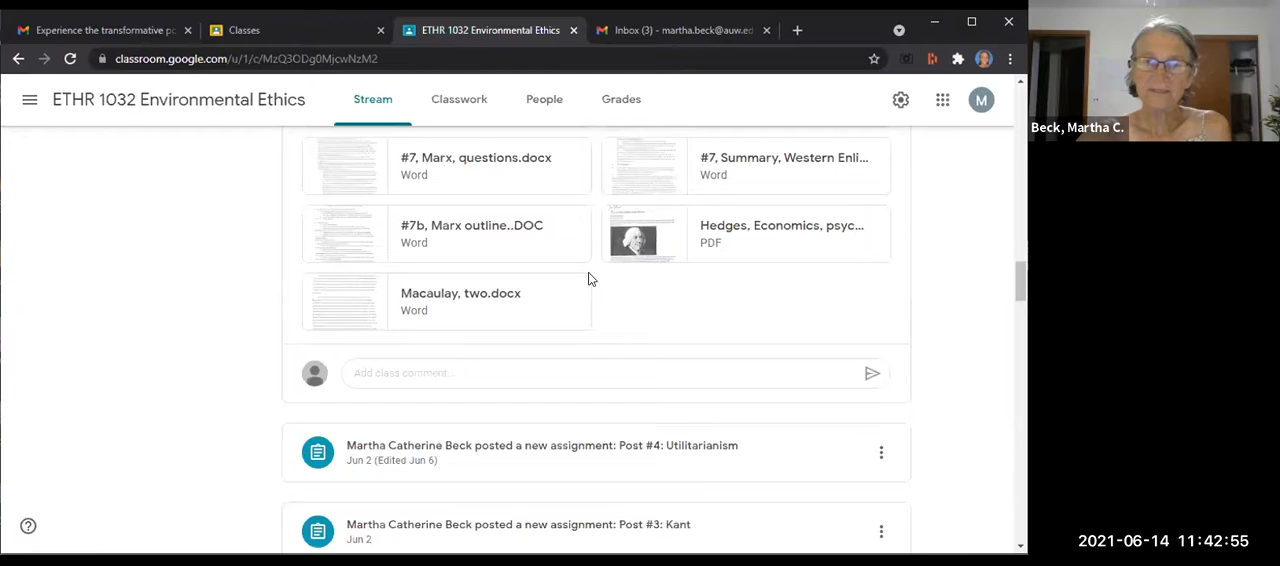 Experience the transformative po
Classes
ETHR 1032 Environmental Ethics
Inbox (3) - martha.beck@auw.ed
classroom.google.com/u/1/c/MzQ3ODg0MjcwNzM2
ETHR 1032 Environmental Ethics
Stream
Classwork
People
Grades
M
Beck, Martha C.
#7, Marx, questions.docx
Word
#7, Summary, Western Enli...
Word
#7b, Marx outline..DOC
Word
Hedges, Economics, psyc...
PDF
Macaulay, two.docx
Word
Add class comment...
Martha Catherine Beck posted a new assignment: Post #4: Utilitarianism
Jun 2 (Edited Jun 6)
Martha Catherine Beck posted a new assignment: Post #3: Kant
Jun 2
2021-06-14 11:42:55